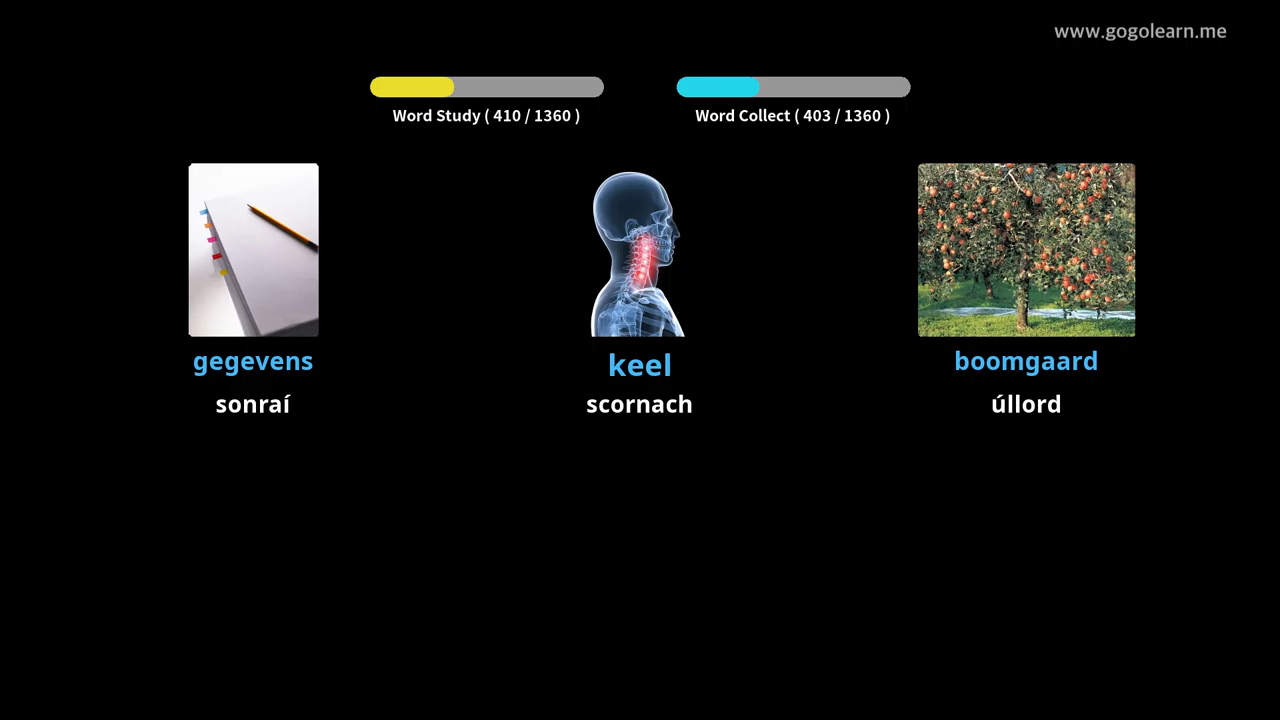 www.gogolearn.me
Word Study ( 410 / 1360 )
Word Collect ( 403 / 1360 )
gegevens
keel
boomgaard
sonraí
scornach
úllord